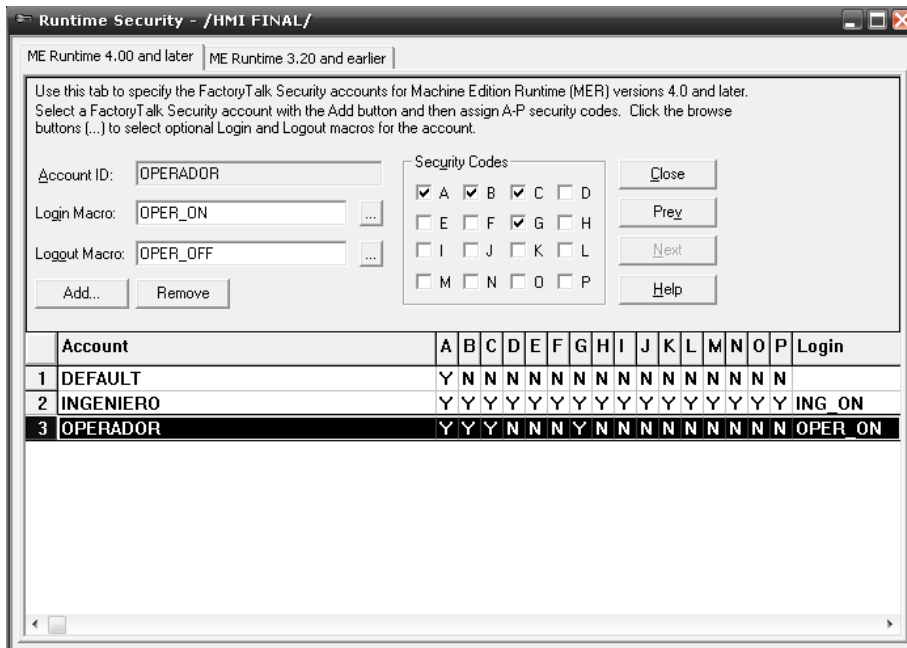 Runtime Security - /HMI FINAL/
ME Runtime 4.00 and later ME Runtime 3.20 and earlier
Use this tab to specify the FactoryTalk Security accounts for Machine Edition Runtime (MER) versions 4.0 and later.
Select a FactoryTalk Security account with the Add button and then assign A-P security codes. Click the browse
buttons (...) to select optional Login and Logout macros for the account.
Account ID: OPERADOR
Login Macro: OPER_ON ...
Logout Macro: OPER_OFF ...
Add... Remove
Security Codes
A B C D
E F G H
I J K L
M N O P
Close
Prev
Next
Help
Account A B C D E F G H I J K L M N O P Login
1 DEFAULT Y N N N N N N N N N N N N N N N
2 INGENIERO Y Y Y Y Y Y Y Y Y Y Y Y Y Y Y Y ING_ON
3 OPERADOR Y Y Y N N N Y N N N N N N N N N OPER_ON